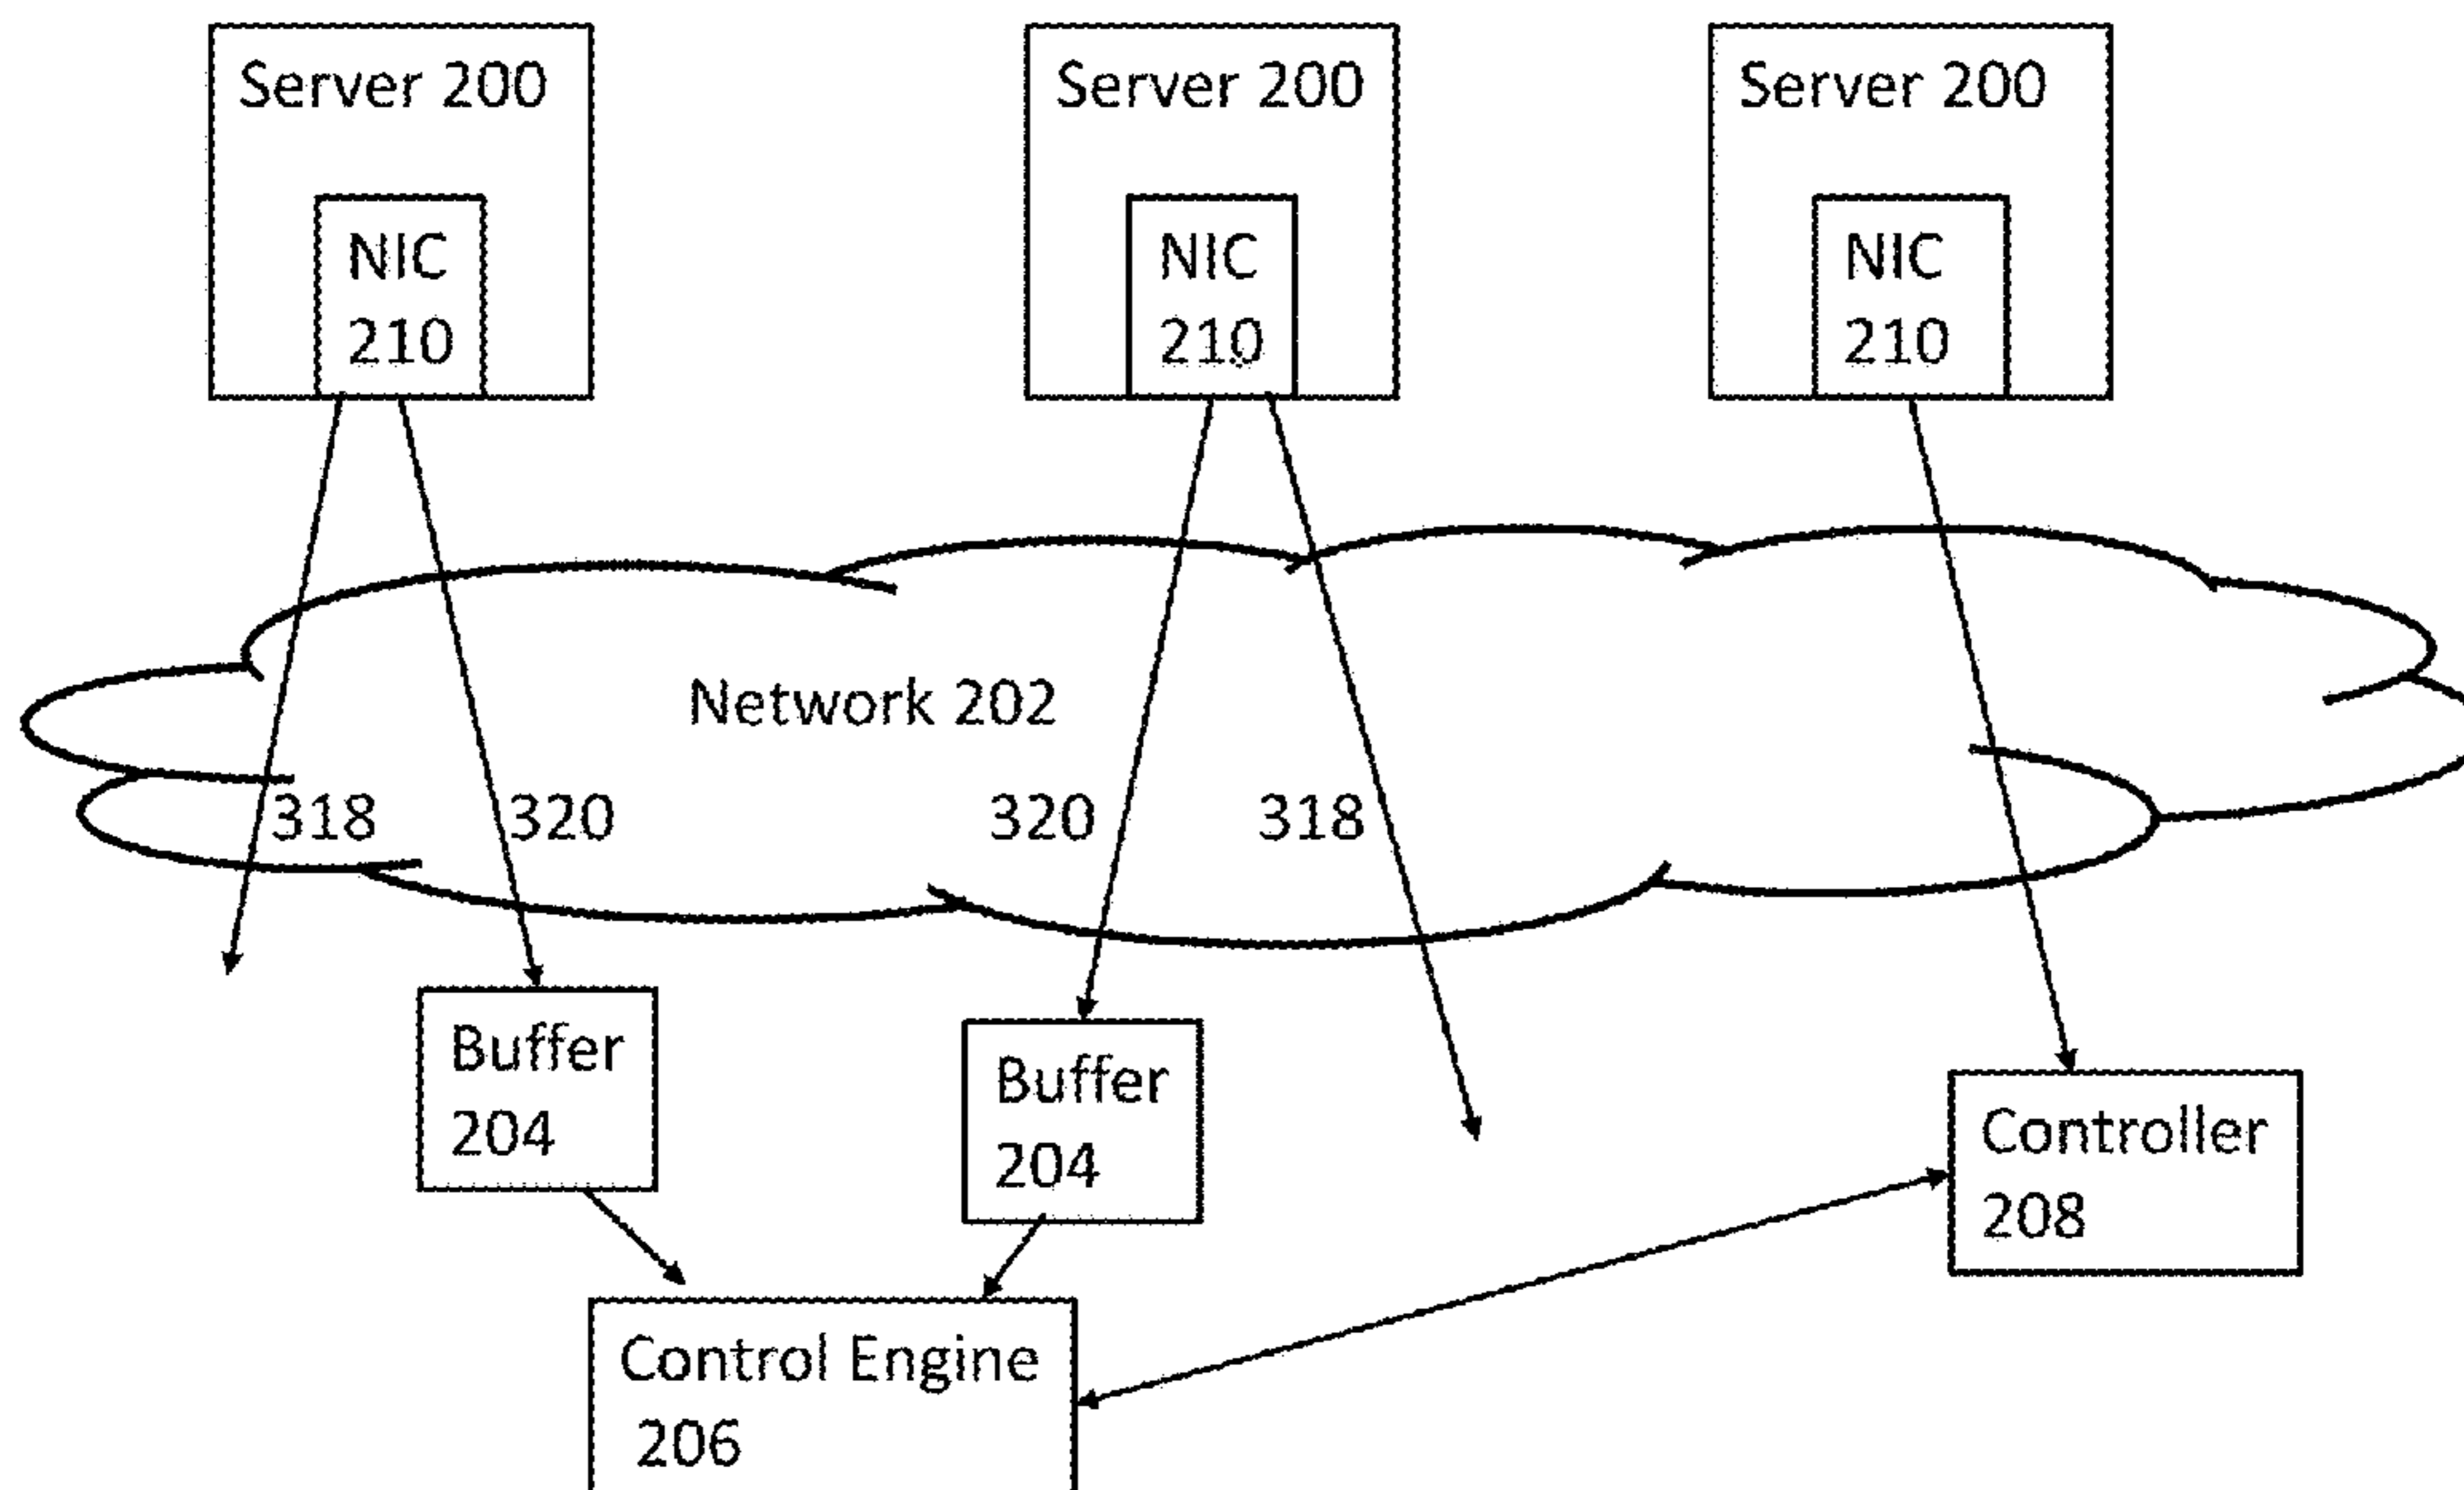 Server 200
NIC
210
Server 200
NIC
210
Server 200
NIC
210
Network 202
318
320
320
318
Buffer
204
Buffer
204
Controller
208
Control Engine
206